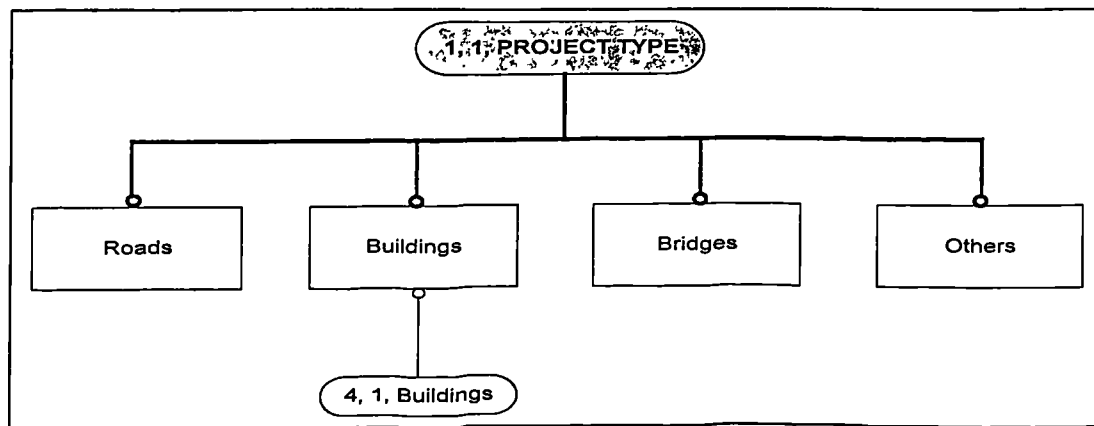 1, 1, PROJECT TYPE
Roads
Buildings
Bridges
Others
4, 1, Buildings